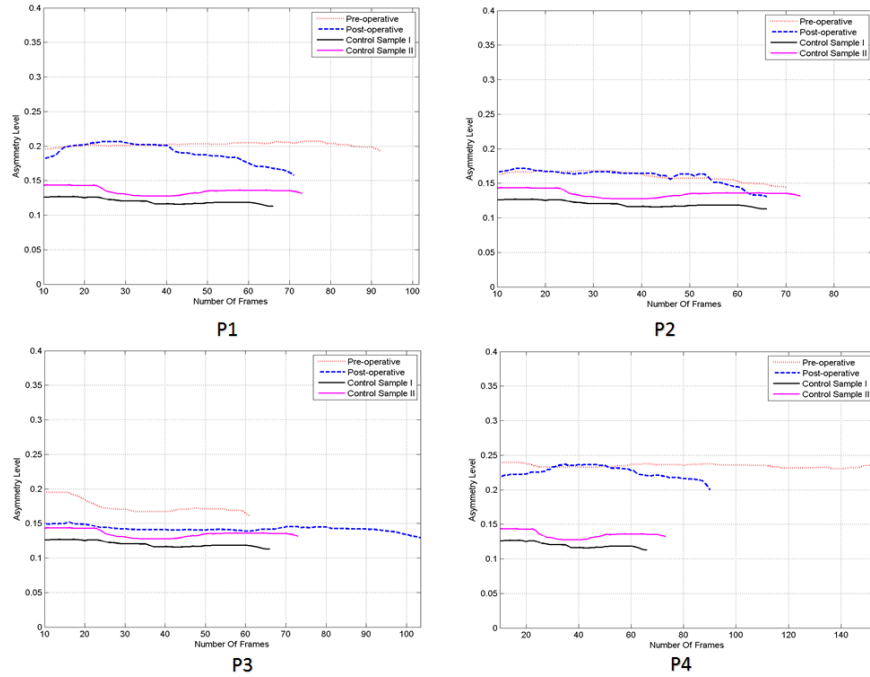 0.4
0.35
0.3
0.25
0.2
0.15
0.1
0.05
0
Asymmetry Level
10 20 30 40 50 60 70 80 90 100
Number Of Frames
Pre-operative
Post-operative
Control Sample I
Control Sample II
P1
0.4
0.35
0.3
0.25
0.2
0.15
0.1
0.05
0
Asymmetry Level
10 20 30 40 50 60 70 80
Number Of Frames
Pre-operative
Post-operative
Control Sample I
Control Sample II
P2
0.4
0.35
0.3
0.25
0.2
0.15
0.1
0.05
0
Asymmetry Level
10 20 30 40 50 60 70 80 90 100
Number Of Frames
Pre-operative
Post-operative
Control Sample I
Control Sample II
P3
0.4
0.35
0.3
0.25
0.2
0.15
0.1
0.05
0
Asymmetry Level
20 40 60 80 100 120 140
Number Of Frames
Pre-operative
Post-operative
Control Sample I
Control Sample II
P4